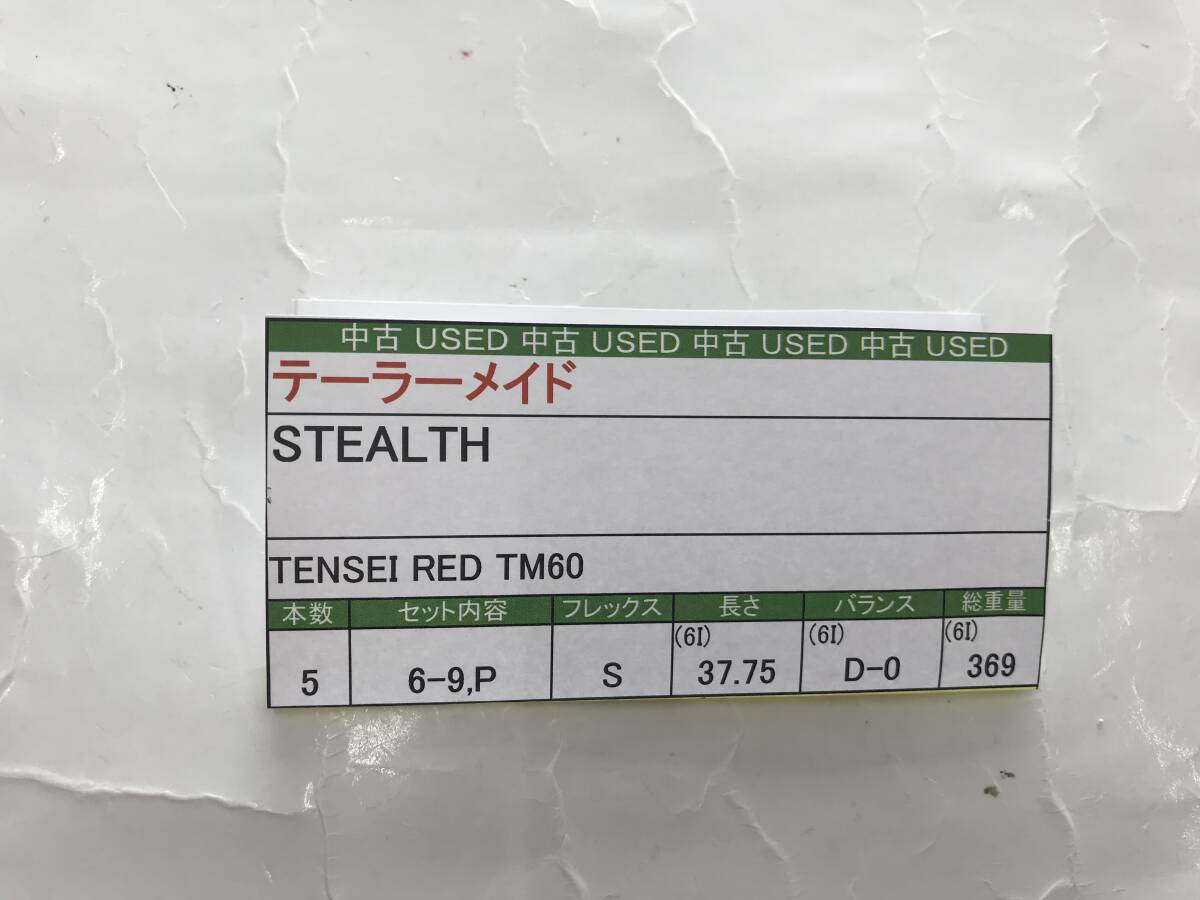 中古 USED 中古 USED 中古 USED 中古 USED
テーラーメイド
STEALTH
TENSEI RED TM60
本数 セット内容 フレックス 長さ バランス 総重量
(6I) (6I) (6I)
5 6-9,P S 37.75 D-0 369